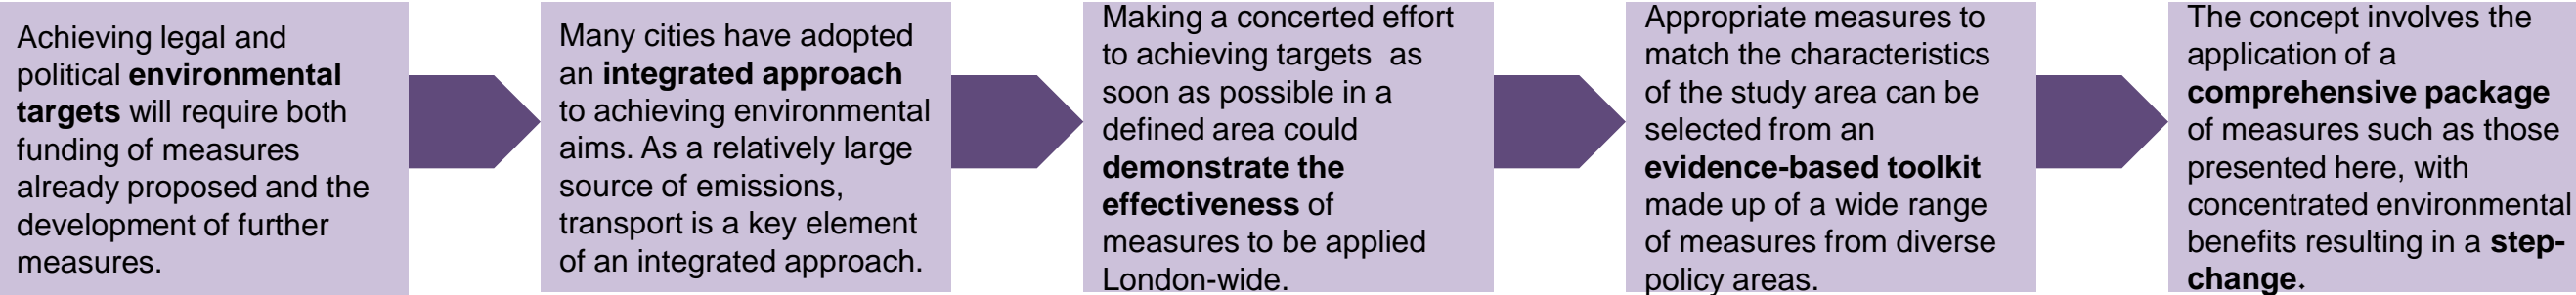 Achieving legal and
political environmental
targets will require both
funding of measures
already proposed and the
development of further
measures.
Many cities have adopted
an integrated approach
to achieving environmental
aims. As a relatively large
source of emissions,
transport is a key element
of an integrated approach.
Making a concerted effort
to achieving targets as
soon as possible in a
defined area could
demonstrate the
effectiveness of
measures to be applied
London-wide.
Appropriate measures to
match the characteristics
of the study area can be
selected from an
evidence-based toolkit
made up of a wide range
of measures from diverse
policy areas.
The concept involves the
application of a
comprehensive package
of measures such as those
presented here, with
concentrated environmental
benefits resulting in a step-
change.